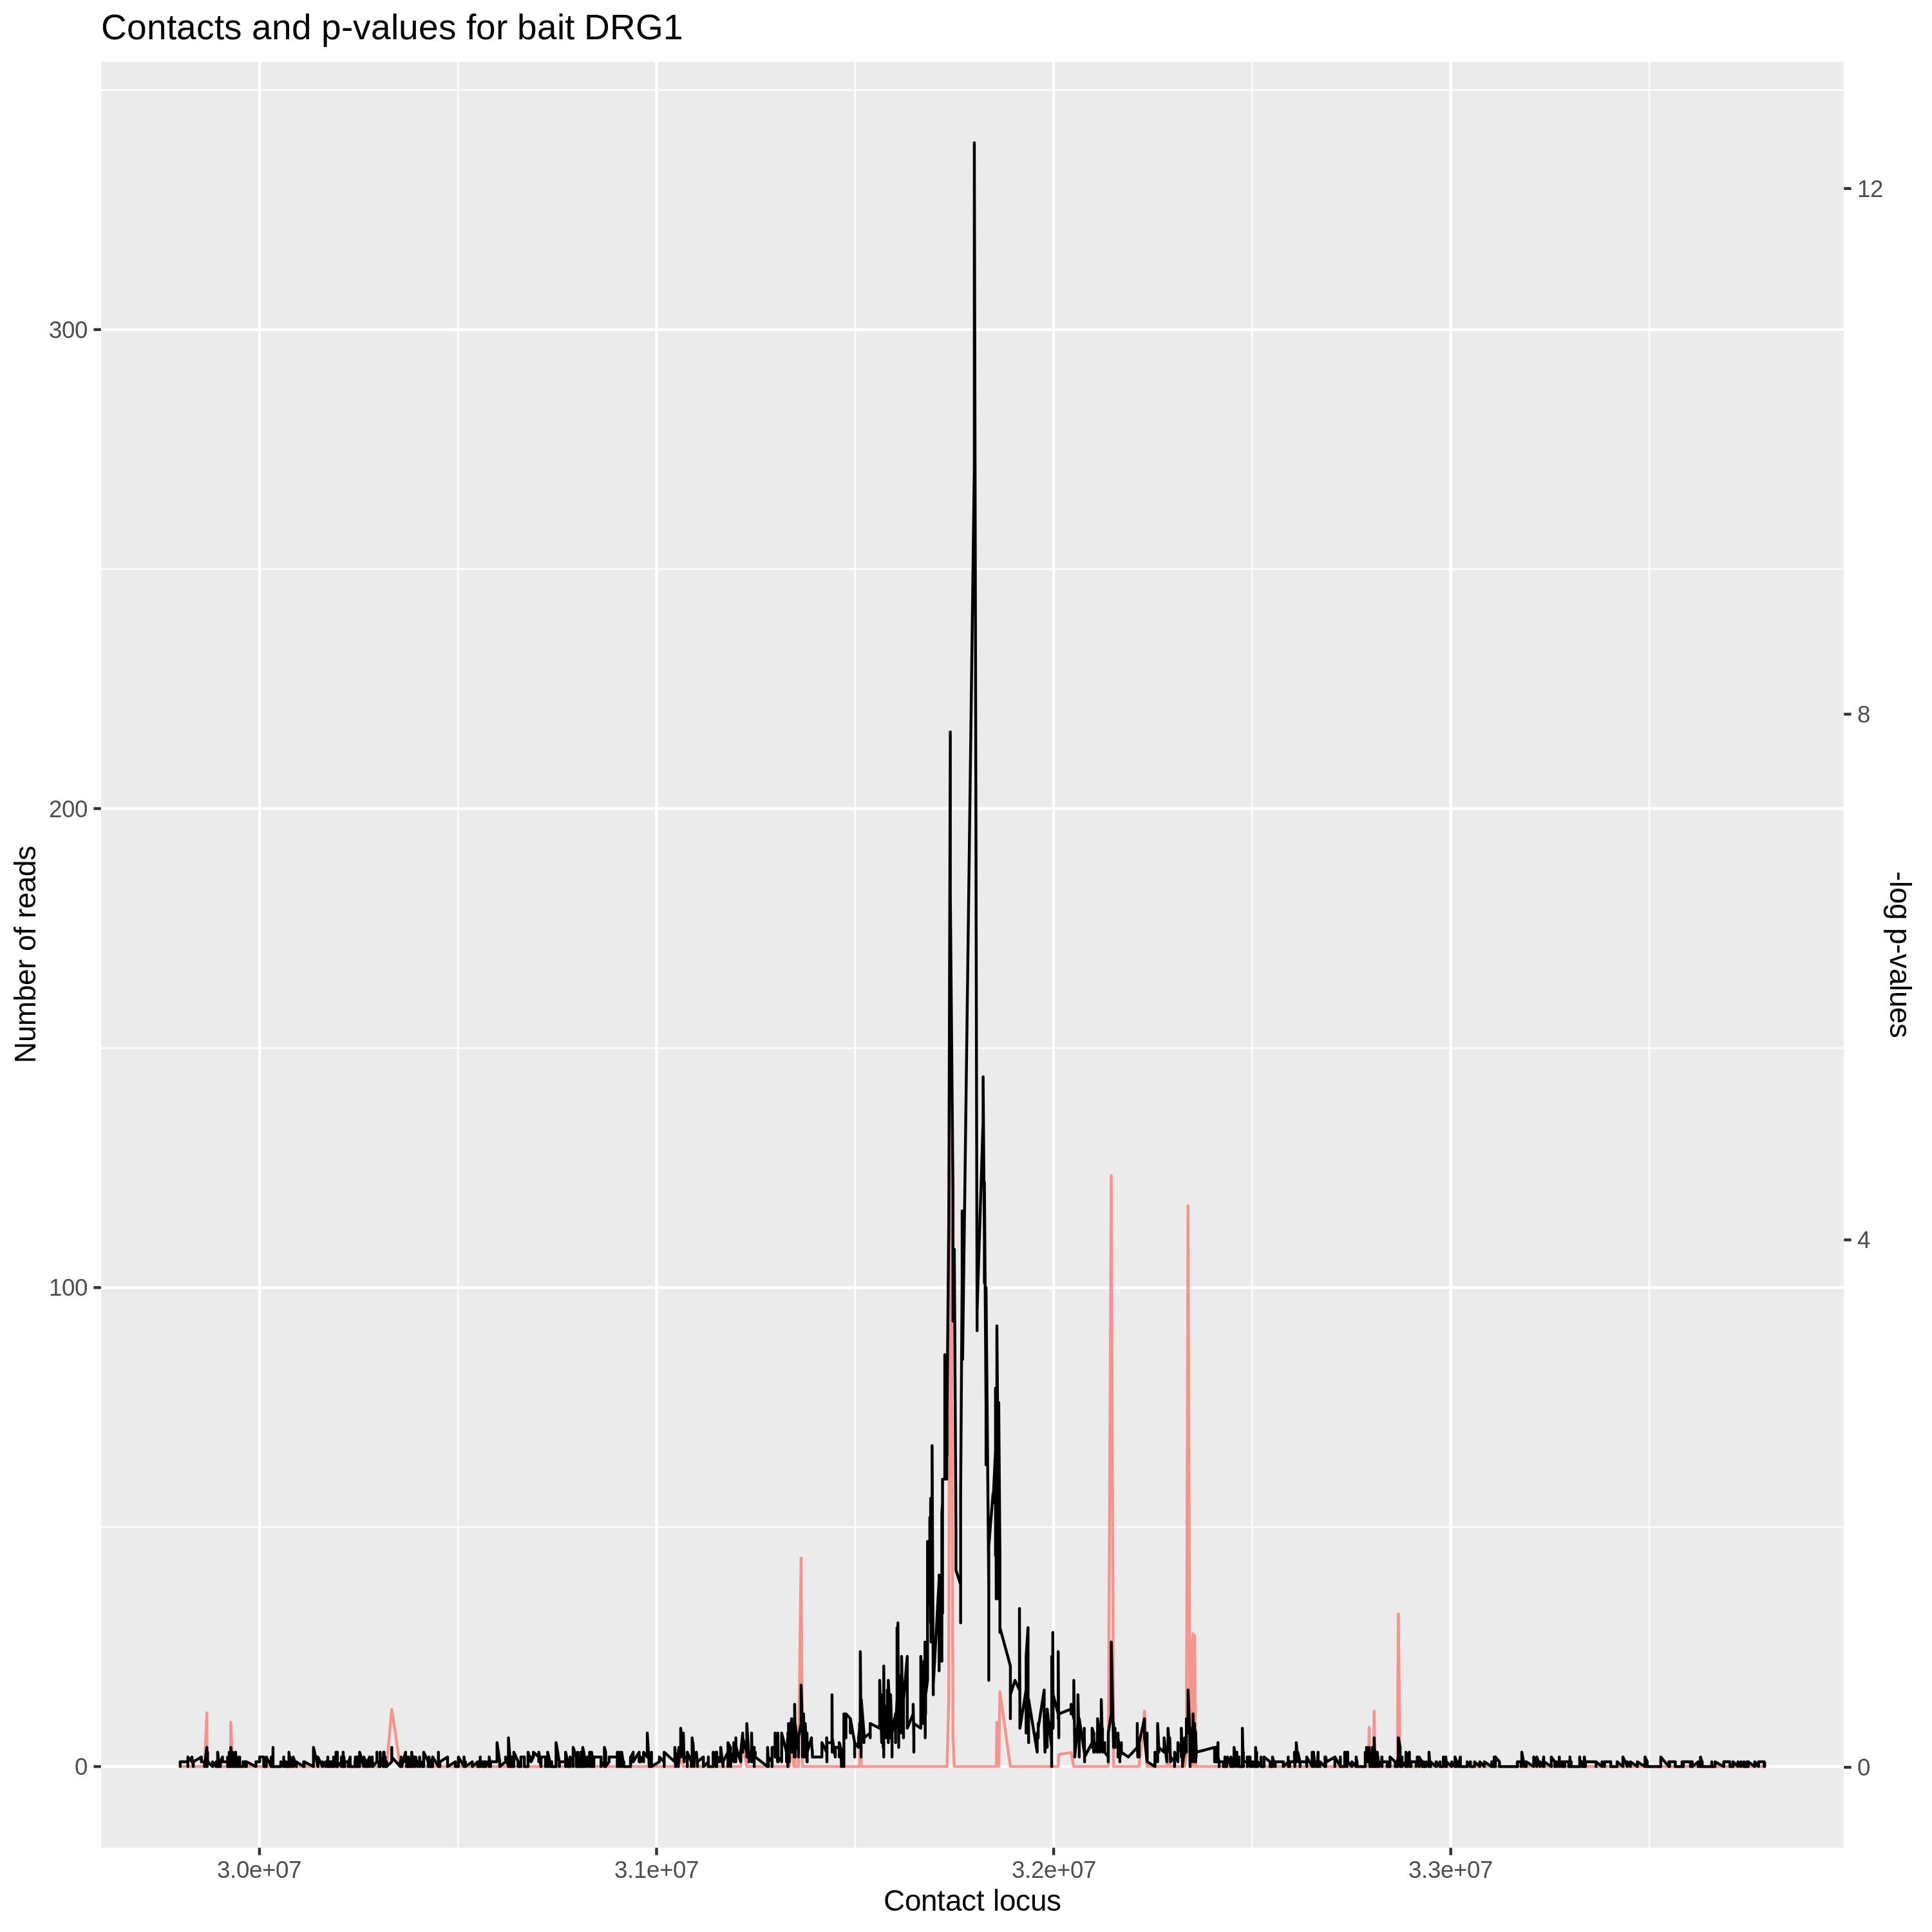 Contacts and p-values for bait DRG1
Number of reads
300
200
100
0
12
8
4
0
-log p-values
3.0e+07 3.1e+07 3.2e+07 3.3e+07
Contact locus